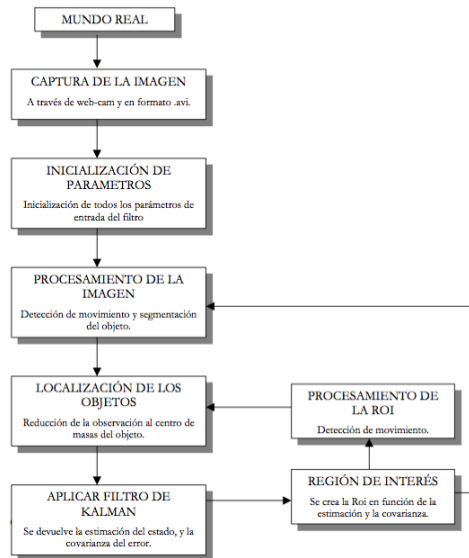 MUNDO REAL
CAPTURA DE LA IMAGEN
A través de web-cam y en formato .avi.
INICIALIZACIÓN DE
PARAMETROS
Inicialización de todos los parámetros de
entrada del filtro
PROCESAMIENTO DE LA
IMAGEN
Detección de movimiento y segmentación
del objeto.
LOCALIZACIÓN DE LOS
OBJETOS
Reducción de la observación al centro de
masas del objeto.
PROCESAMIENTO DE
LA ROI
Detección de movimiento.
APLICAR FILTRO DE
KALMAN
Se devuelve la estimación del estado, y la
covarianza del error.
REGIÓN DE INTERÉS
Se crea la Roi en función de la
estimación y la covarianza.